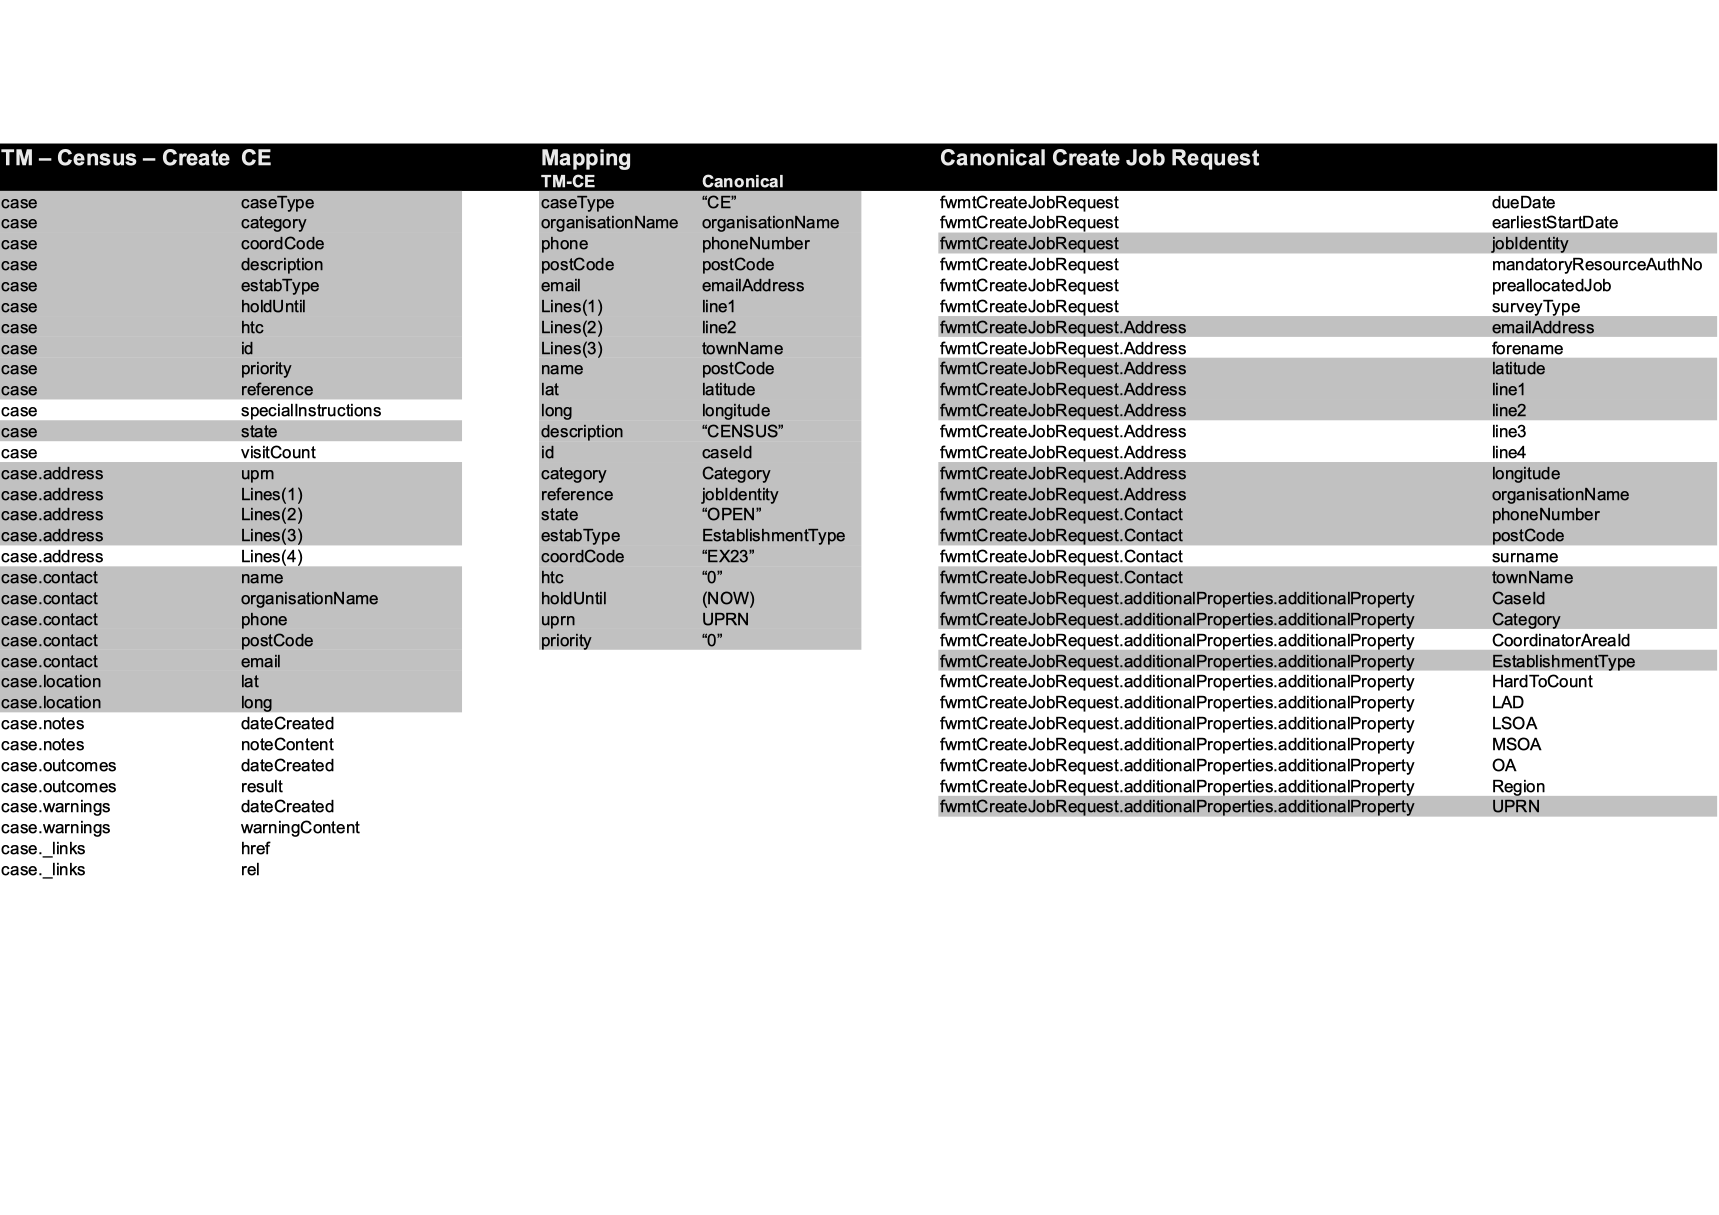 TM – Census – Create CE Mapping Canonical Create Job Request
TM-CE Canonical
case caseType caseType “CE” fwmtCreateJobRequest dueDate
case category organisationName organisationName fwmtCreateJobRequest earliestStartDate
case coordCode phone phoneNumber fwmtCreateJobRequest jobIdentity
case description postCode postCode fwmtCreateJobRequest mandatoryResourceAuthNo
case estabType email emailAddress fwmtCreateJobRequest preallocatedJob
case holdUntil Lines(1) line1 fwmtCreateJobRequest surveyType
case htc Lines(2) line2 fwmtCreateJobRequest.Address emailAddress
case id Lines(3) townName fwmtCreateJobRequest.Address forename
case priority name postCode fwmtCreateJobRequest.Address latitude
case reference lat latitude fwmtCreateJobRequest.Address line1
case specialInstructions long longitude fwmtCreateJobRequest.Address line2
case state description “CENSUS” fwmtCreateJobRequest.Address line3
case visitCount id caseId fwmtCreateJobRequest.Address line4
case.address uprn category Category fwmtCreateJobRequest.Address longitude
case.address Lines(1) reference jobIdentity fwmtCreateJobRequest.Address organisationName
case.address Lines(2) state “OPEN” fwmtCreateJobRequest.Contact phoneNumber
case.address Lines(3) estabType EstablishmentType fwmtCreateJobRequest.Contact postCode
case.address Lines(4) coordCode “EX23” fwmtCreateJobRequest.Contact surname
case.contact name htc “0” fwmtCreateJobRequest.Contact townName
case.contact organisationName holdUntil (NOW) fwmtCreateJobRequest.additionalProperties.additionalProperty CaseId
case.contact phone uprn UPRN fwmtCreateJobRequest.additionalProperties.additionalProperty Category
case.contact postCode priority “0” fwmtCreateJobRequest.additionalProperties.additionalProperty CoordinatorAreaId
case.contact email fwmtCreateJobRequest.additionalProperties.additionalProperty EstablishmentType
case.location lat fwmtCreateJobRequest.additionalProperties.additionalProperty HardToCount
case.location long fwmtCreateJobRequest.additionalProperties.additionalProperty LAD
case.notes dateCreated fwmtCreateJobRequest.additionalProperties.additionalProperty LSOA
case.notes noteContent fwmtCreateJobRequest.additionalProperties.additionalProperty MSOA
case.outcomes dateCreated fwmtCreateJobRequest.additionalProperties.additionalProperty OA
case.outcomes result fwmtCreateJobRequest.additionalProperties.additionalProperty Region
case.warnings dateCreated fwmtCreateJobRequest.additionalProperties.additionalProperty UPRN
case.warnings warningContent
case._links href
case._links rel